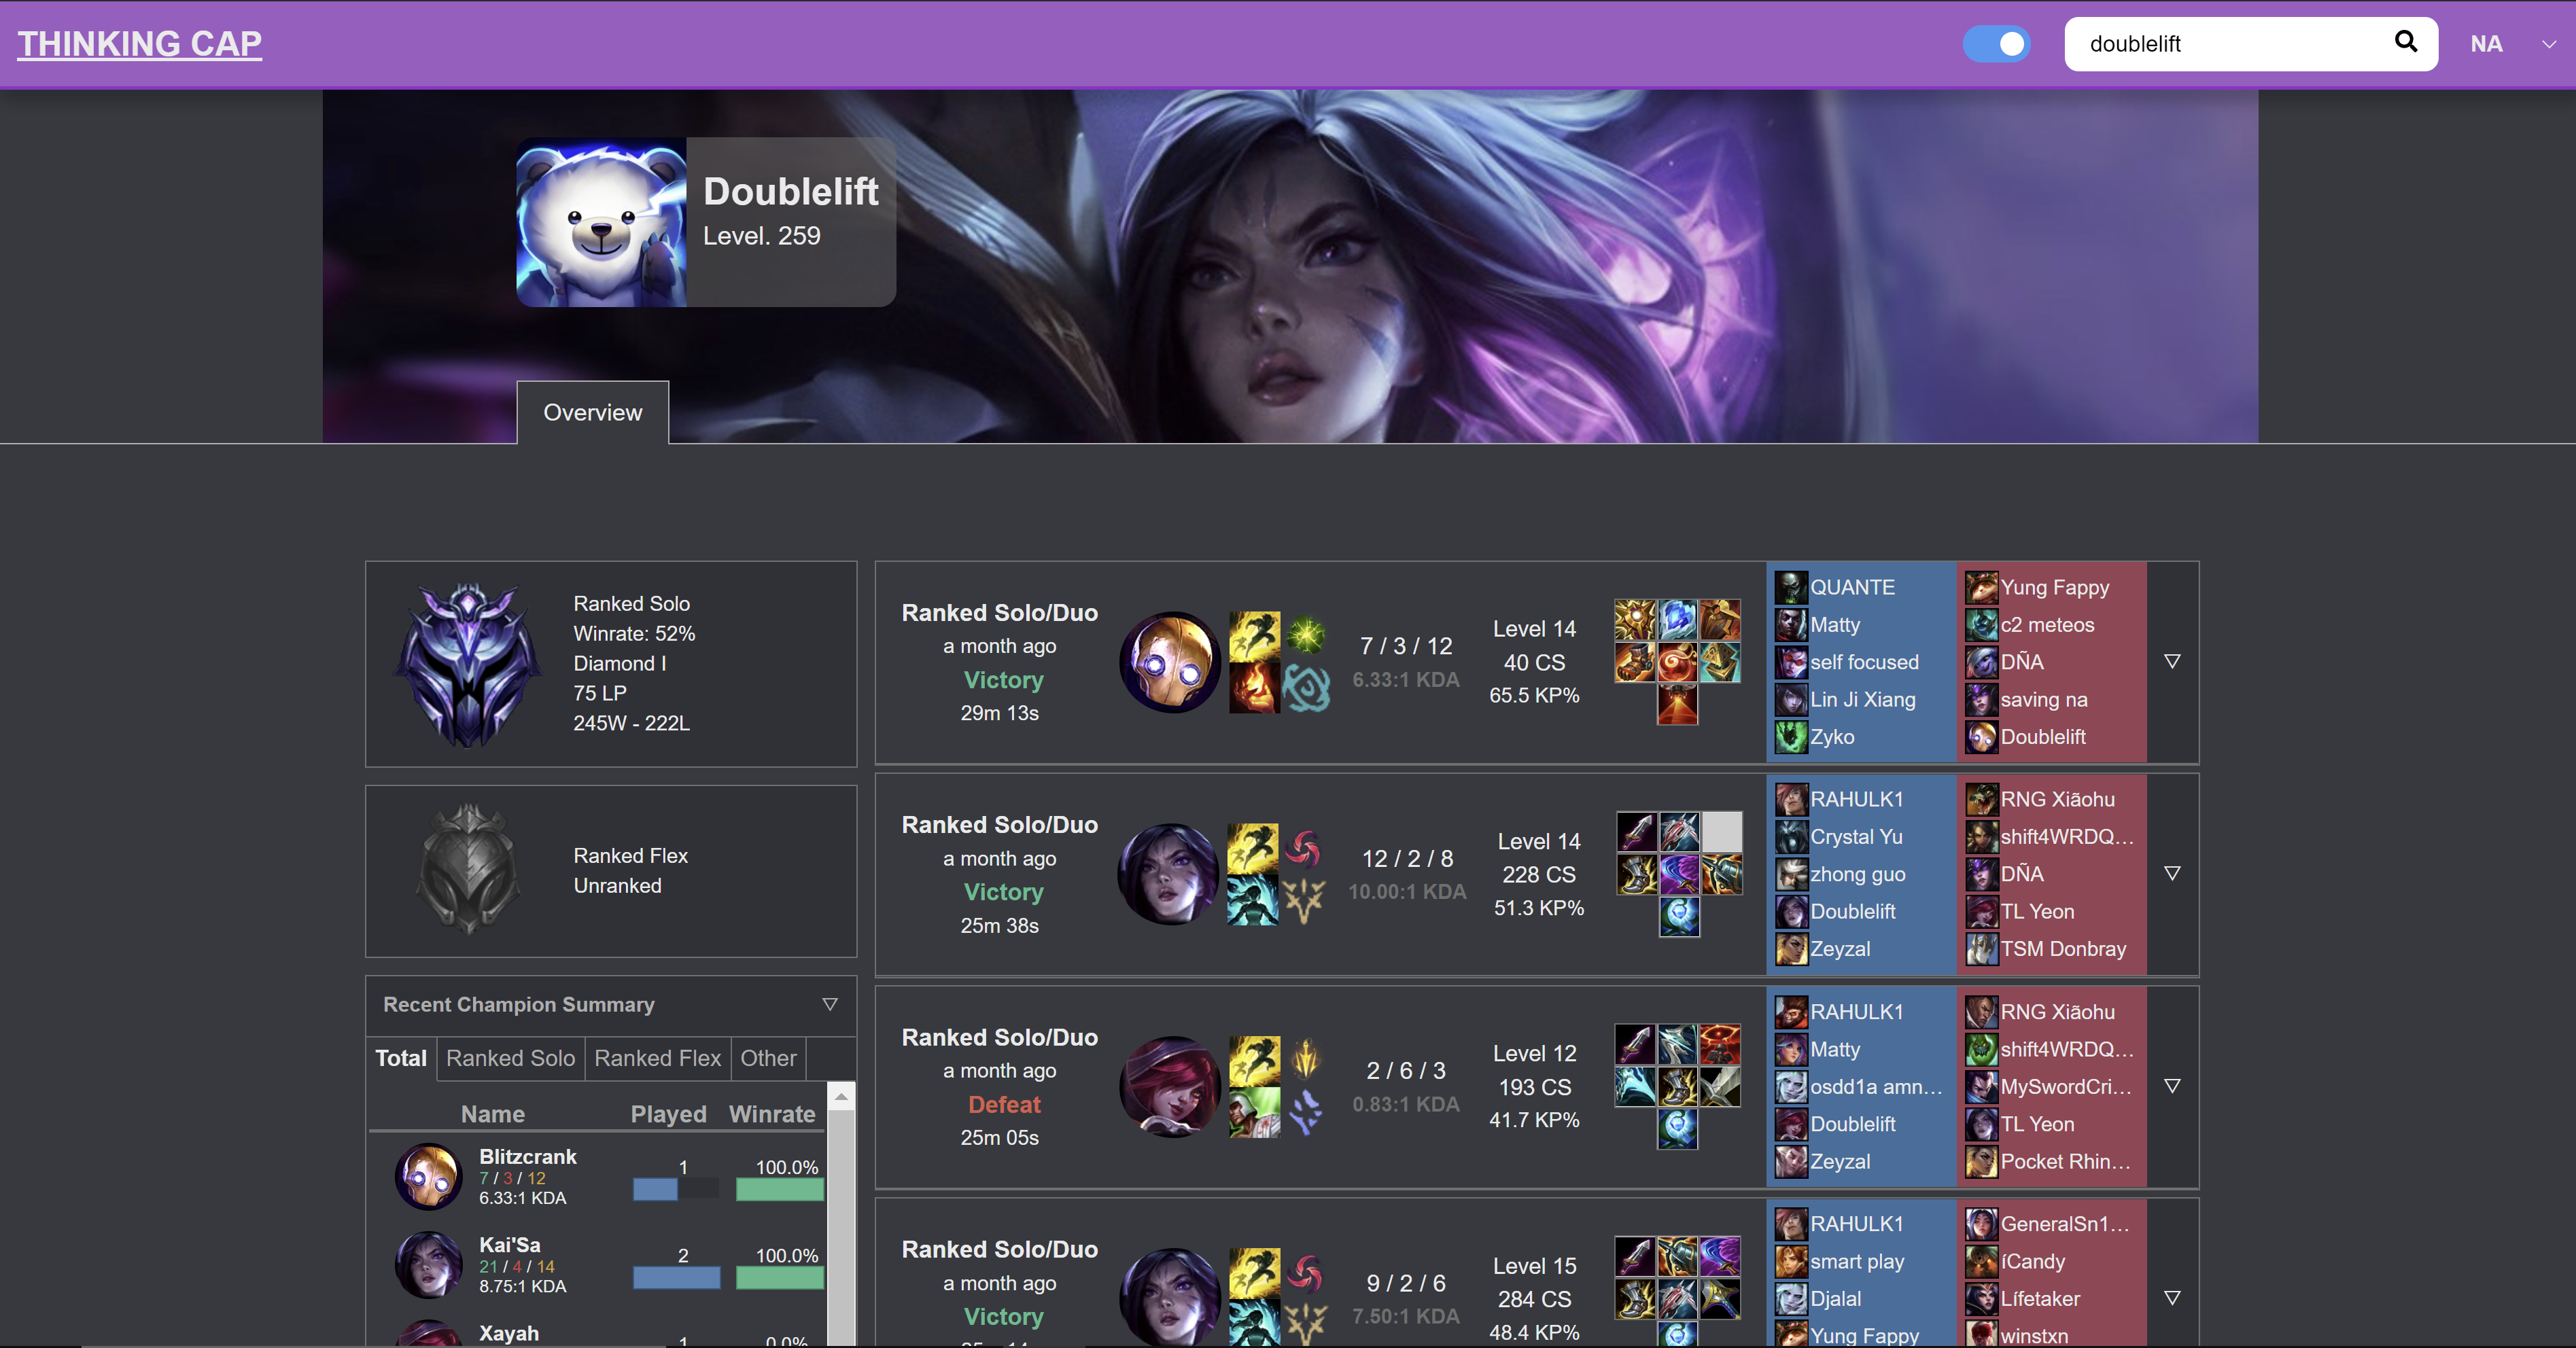 THINKING CAP
doublelift
NA
Doublelift
Level. 259
Overview
Ranked Solo
Winrate: 52%
Diamond I
75 LP
245W - 222L
Ranked Flex
Unranked
Recent Champion Summary
Total Ranked Solo Ranked Flex Other
Name Played Winrate
Blitzcrank
7 / 3 / 12
6.33:1 KDA
1
100.0%
Kai'Sa
21 / 4 / 14
8.75:1 KDA
2
100.0%
Xayah
1
0.0%
Ranked Solo/Duo
a month ago
Victory
29m 13s
7 / 3 / 12
6.33:1 KDA
Level 14
40 CS
65.5 KP%
QUANTE
Matty
self focused
Lin Ji Xiang
Zyko
Yung Fappy
c2 meteos
DÑA
saving na
Doublelift
Ranked Solo/Duo
a month ago
Victory
25m 38s
12 / 2 / 8
10.00:1 KDA
Level 14
228 CS
51.3 KP%
RAHULK1
Crystal Yu
zhong guo
Doublelift
Zeyzal
RNG Xiãohu
shift4WRDQ...
DÑA
TL Yeon
TSM Donbray
Ranked Solo/Duo
a month ago
Defeat
25m 05s
2 / 6 / 3
0.83:1 KDA
Level 12
193 CS
41.7 KP%
RAHULK1
Matty
osdd1a amn...
Doublelift
Zeyzal
RNG Xiãohu
shift4WRDQ...
MySwordCri...
TL Yeon
Pocket Rhin...
Ranked Solo/Duo
a month ago
Victory
9 / 2 / 6
7.50:1 KDA
Level 15
284 CS
48.4 KP%
RAHULK1
smart play
Djalal
Yung Fappy
GeneralSn1...
íCandy
Lífetaker
winstxn